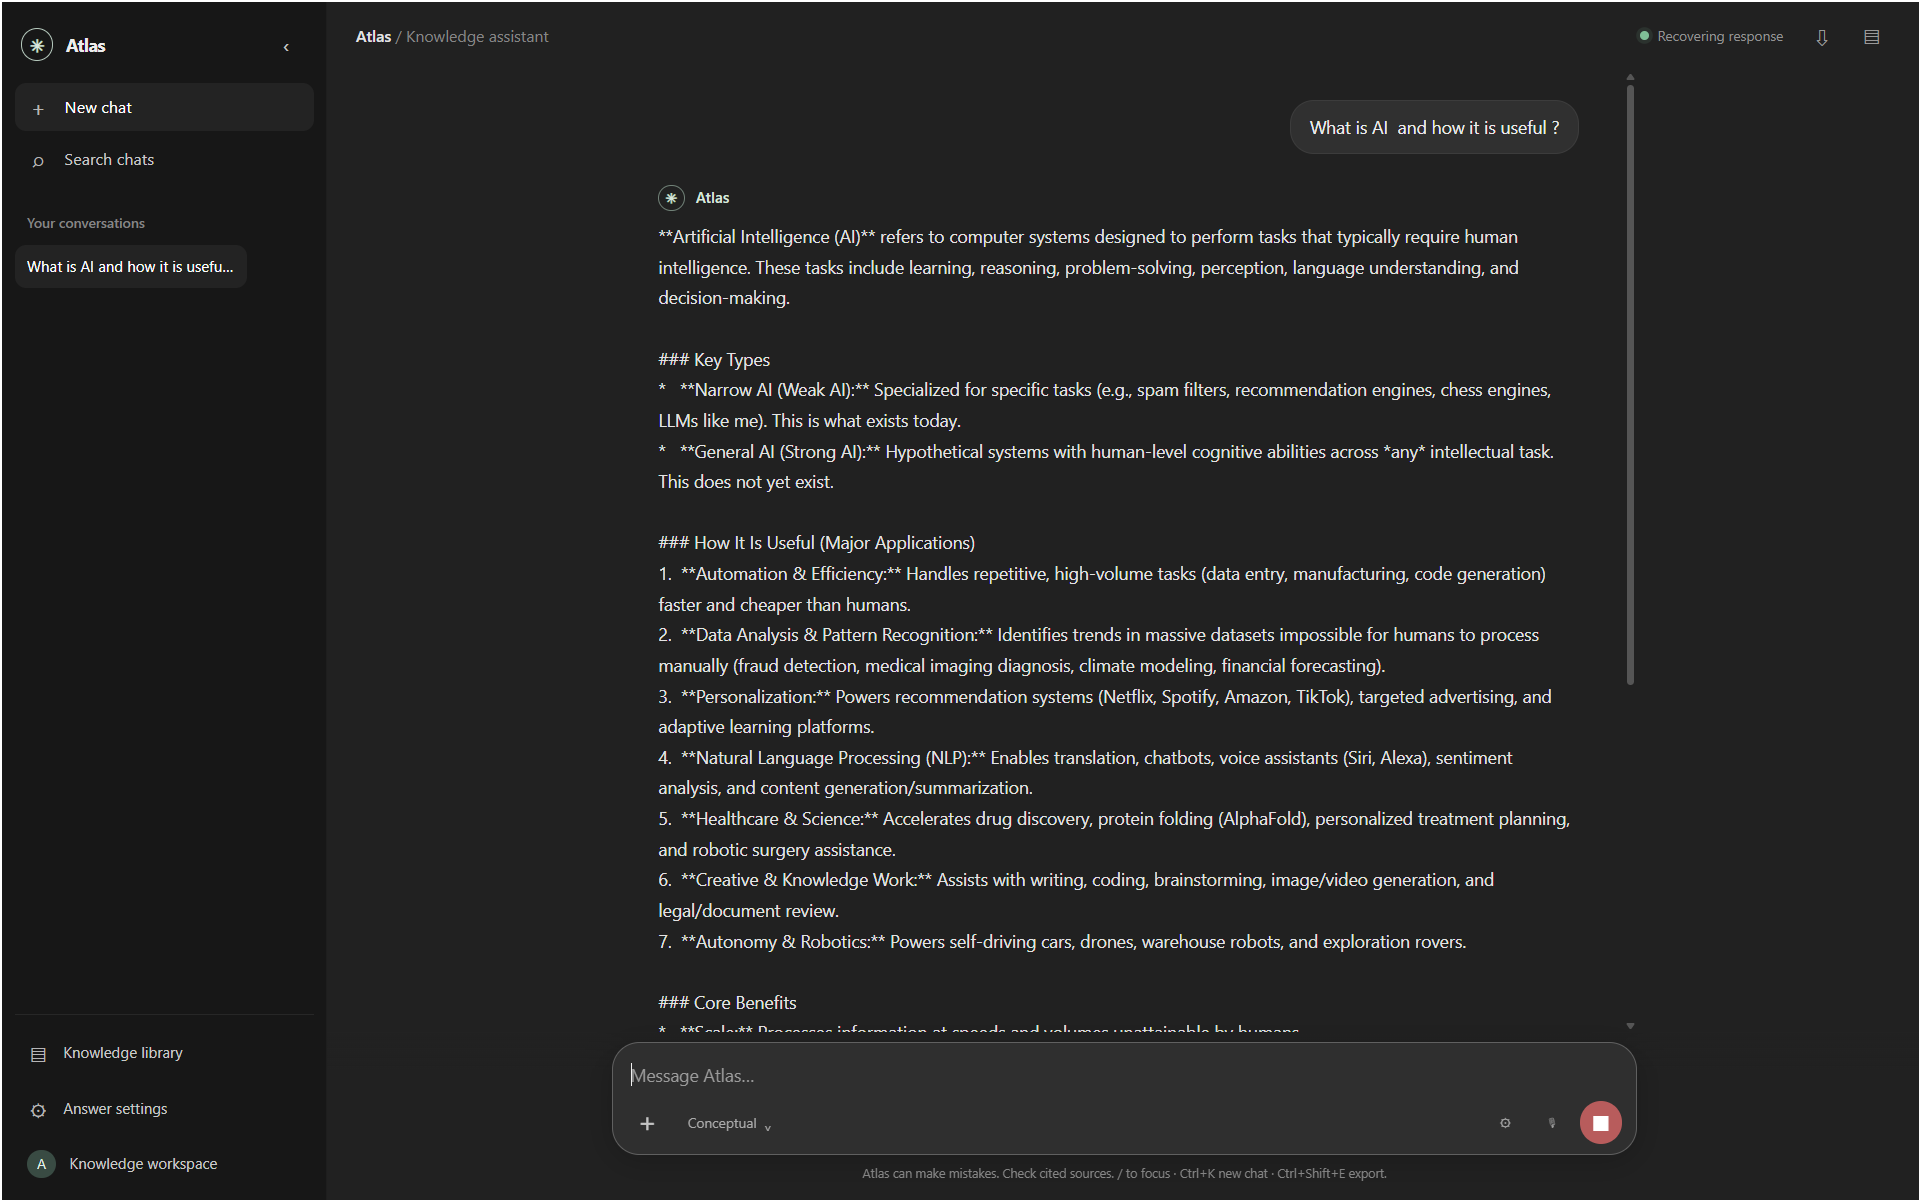 Atlas
New chat
Search chats
Your conversations
What is AI and how it is usefu...
Knowledge library
Answer settings
A Knowledge workspace
Atlas / Knowledge assistant
Recovering response
What is AI  and how it is useful ?
Atlas
**Artificial Intelligence (AI)** refers to computer systems designed to perform tasks that typically require human
intelligence. These tasks include learning, reasoning, problem-solving, perception, language understanding, and
decision-making.
### Key Types
*   **Narrow AI (Weak AI):** Specialized for specific tasks (e.g., spam filters, recommendation engines, chess engines,
LLMs like me). This is what exists today.
*   **General AI (Strong AI):** Hypothetical systems with human-level cognitive abilities across *any* intellectual task.
This does not yet exist.
### How It Is Useful (Major Applications)
1.  **Automation & Efficiency:** Handles repetitive, high-volume tasks (data entry, manufacturing, code generation)
faster and cheaper than humans.
2.  **Data Analysis & Pattern Recognition:** Identifies trends in massive datasets impossible for humans to process
manually (fraud detection, medical imaging diagnosis, climate modeling, financial forecasting).
3.  **Personalization:** Powers recommendation systems (Netflix, Spotify, Amazon, TikTok), targeted advertising, and
adaptive learning platforms.
4.  **Natural Language Processing (NLP):** Enables translation, chatbots, voice assistants (Siri, Alexa), sentiment
analysis, and content generation/summarization.
5.  **Healthcare & Science:** Accelerates drug discovery, protein folding (AlphaFold), personalized treatment planning,
and robotic surgery assistance.
6.  **Creative & Knowledge Work:** Assists with writing, coding, brainstorming, image/video generation, and
legal/document review.
7.  **Autonomy & Robotics:** Powers self-driving cars, drones, warehouse robots, and exploration rovers.
### Core Benefits
*   **Scale:** Processes information at speeds and volumes unattainable by humans.
Message Atlas...
Conceptual
Atlas can make mistakes. Check cited sources. / to focus · Ctrl+K new chat · Ctrl+Shift+E export.